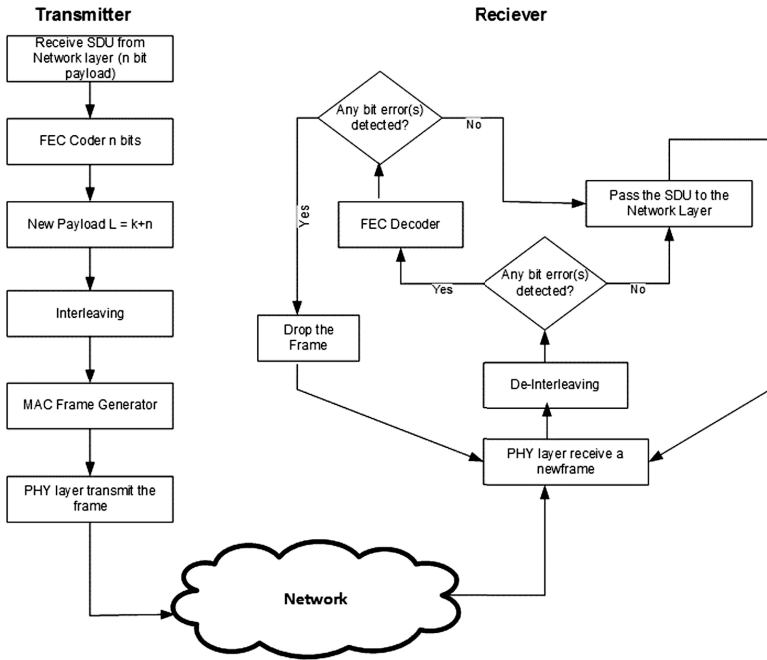 Transmitter
Receive SDU from
Network layer (n bit
payload)
FEC Coder n bits
New Payload L = k+n
Interleaving
MAC Frame Generator
PHY layer transmit the
frame
Network
Reciever
Any bit error(s)
detected?
No
Yes
FEC Decoder
Pass the SDU to the
Network Layer
Any bit error(s)
detected?
Yes
No
Drop the
Frame
De-Interleaving
PHY layer receive a
newframe